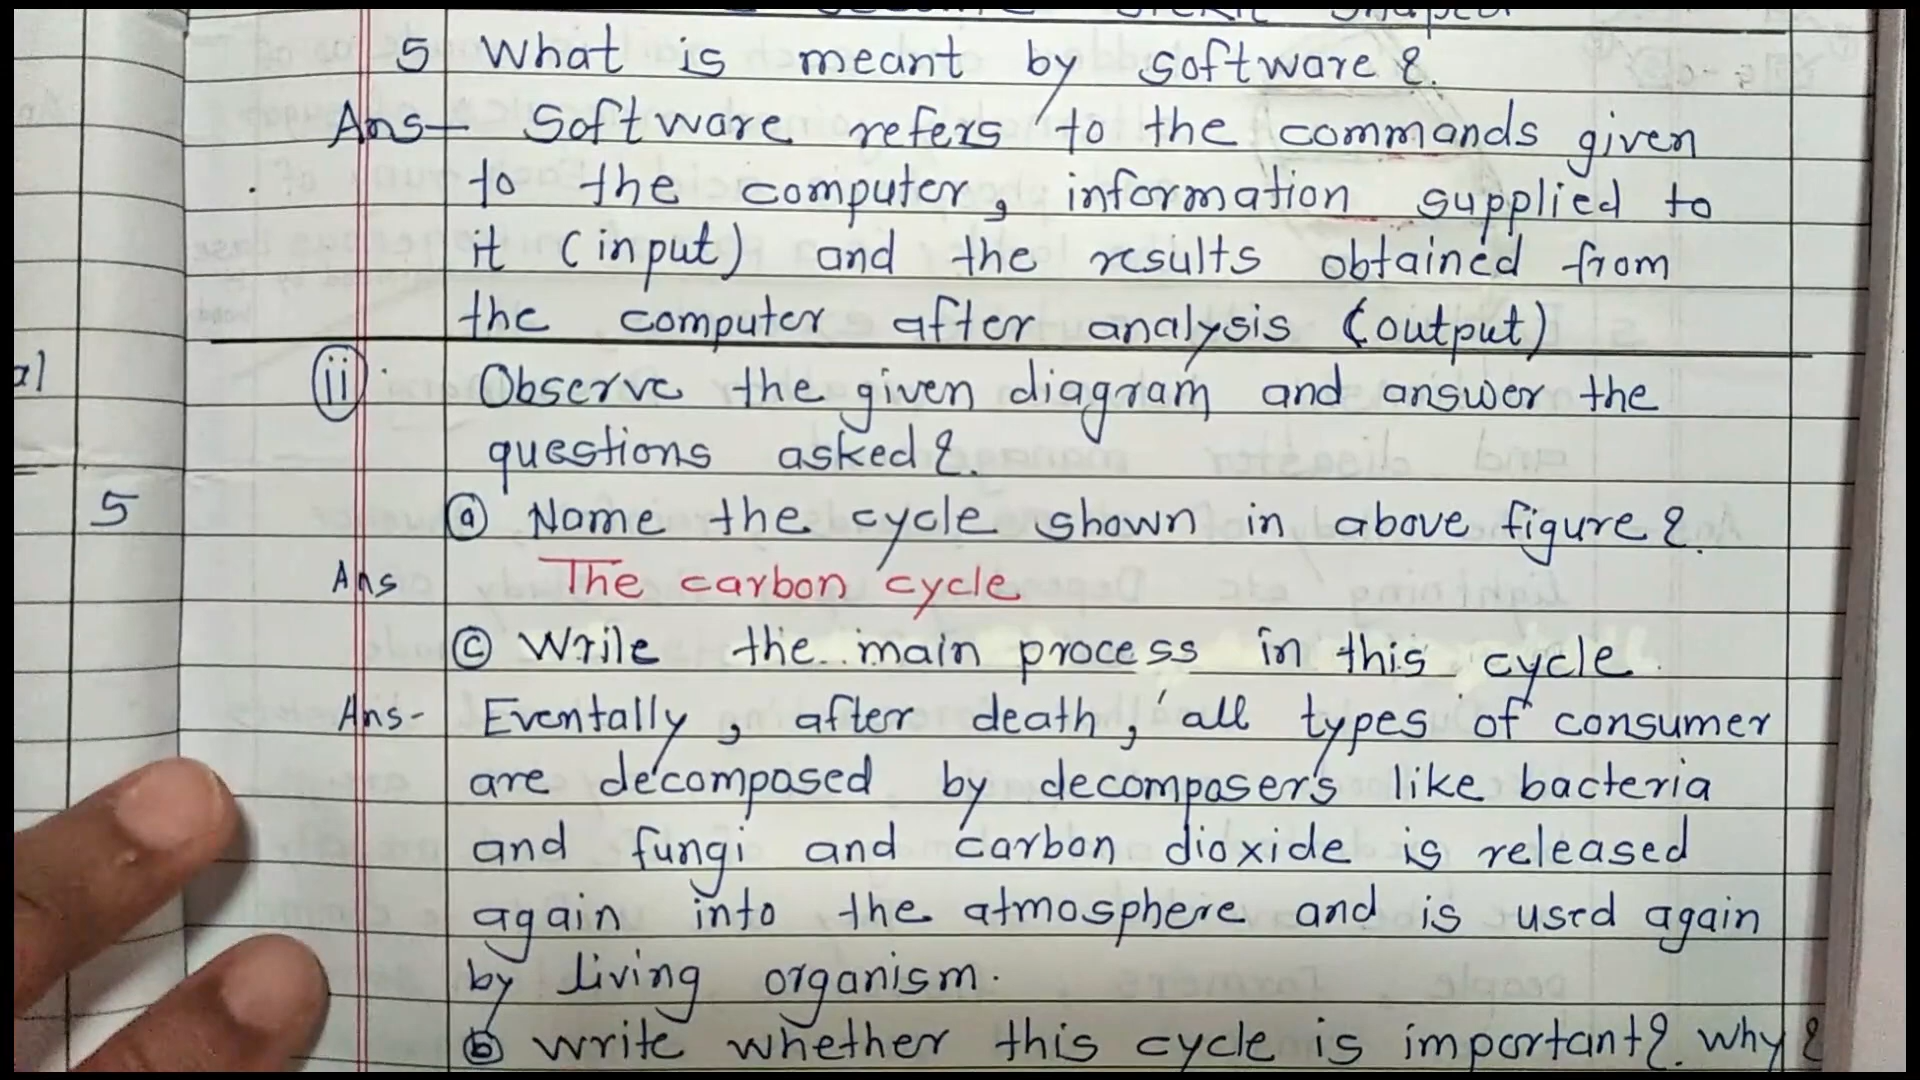 5 What is meant by software?
Ans- Software refers to the commands given
to the computer, information supplied to
it (input) and the results obtained from
the computer after analysis (output)
(ii) Observe the given diagram and answer the
questions asked?
5
(a) Name the cycle shown in above figure?
Ans The carbon cycle
(c) Write the main process in this cycle.
Ans- Eventally, after death, all types of consumer
are decomposed by decomposers like bacteria
and fungi and carbon dioxide is released
again into the atmosphere and is used again
by living organism.
(b) Write whether this cycle is important? Why?